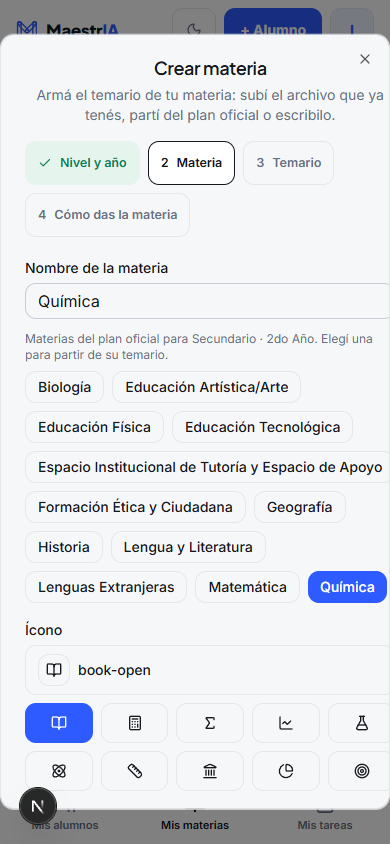 MaestrIA
+ Alumno
Crear materia
Armá el temario de tu materia: subí el archivo que ya
tenés, partí del plan oficial o escribilo.
Nivel y año
2 Materia
3 Temario
4 Cómo das la materia
Nombre de la materia
Química
Materias del plan oficial para Secundario · 2do Año. Elegí una
para partir de su temario.
Biología
Educación Artística/Arte
Educación Física
Educación Tecnológica
Espacio Institucional de Tutoría y Espacio de Apoyo
Formación Ética y Ciudadana
Geografía
Historia
Lengua y Literatura
Lenguas Extranjeras
Matemática
Química
Ícono
book-open
Σ
N
Mis alumnos
Mis materias
Mis tareas